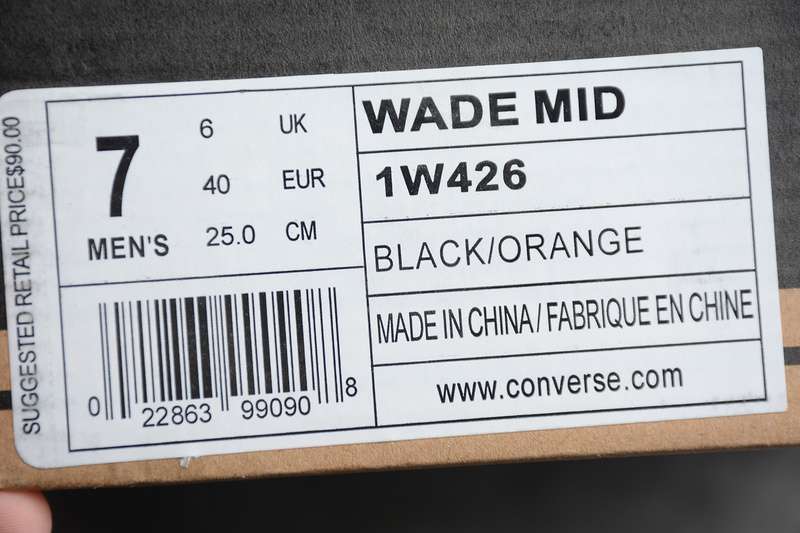 SUGGESTED RETAIL PRICE$90.00
7
MEN'S
6 UK
40 EUR
25.0 CM
0 22863 99090 8
WADE MID
1W426
BLACK/ORANGE
MADE IN CHINA/FABRIQUE EN CHINE
www.converse.com